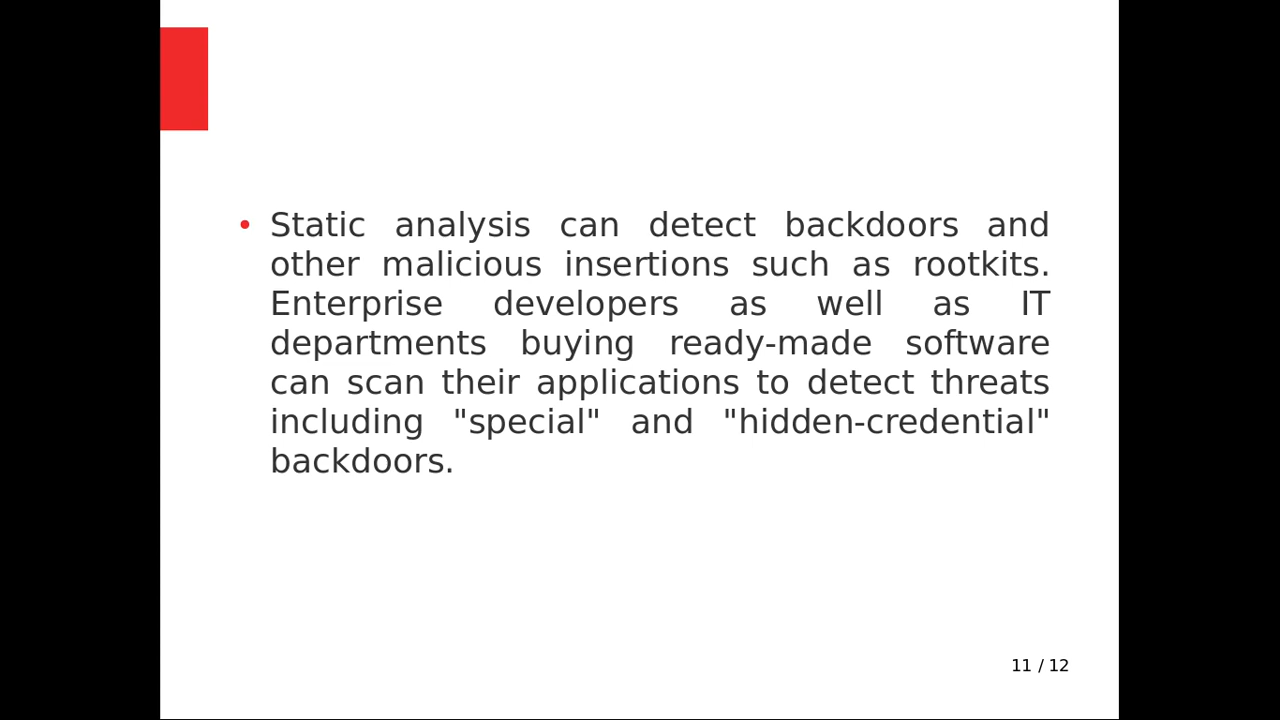 • Static analysis can detect backdoors and
other malicious insertions such as rootkits.
Enterprise developers as well as IT
departments buying ready-made software
can scan their applications to detect threats
including "special" and "hidden-credential"
backdoors.
11 / 12